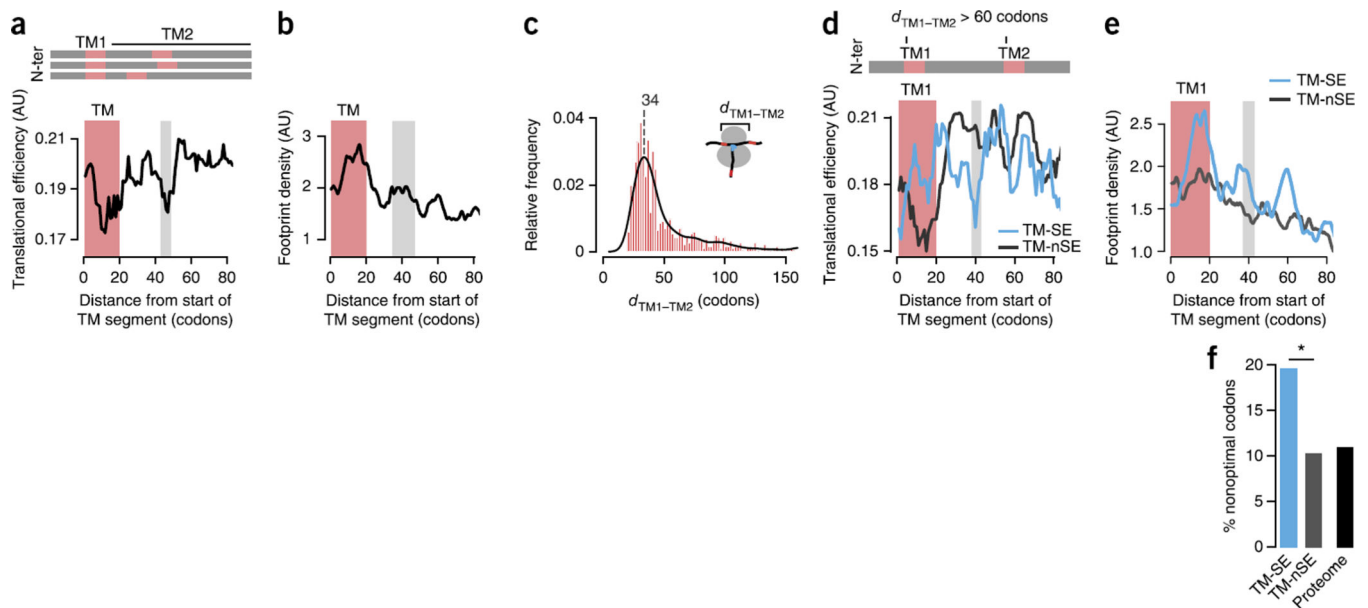 a
TM1
TM2
N-ter
TM
Translational efficiency (AU)
0.21
0.19
0.17
0 20 40 60 80
Distance from start of
TM segment (codons)
b
TM
Footprint density (AU)
3
2
1
0 20 40 60 80
Distance from start of
TM segment (codons)
c
34
dTM1–TM2
Relative frequency
0.04
0.02
0
0 50 100 150
dTM1–TM2 (codons)
d
dTM1–TM2 > 60 codons
N-ter
TM1
TM2
TM1
Translational efficiency (AU)
0.21
0.18
0.15
TM-SE
TM-nSE
0 20 40 60 80
Distance from start of
TM segment (codons)
e
TM-SE
TM-nSE
TM1
Footprint density (AU)
2.5
2.0
1.5
1.0
0 20 40 60 80
Distance from start of
TM segment (codons)
f
*
% nonoptimal codons
20
15
10
5
0
TM-SE
TM-nSE
Proteome